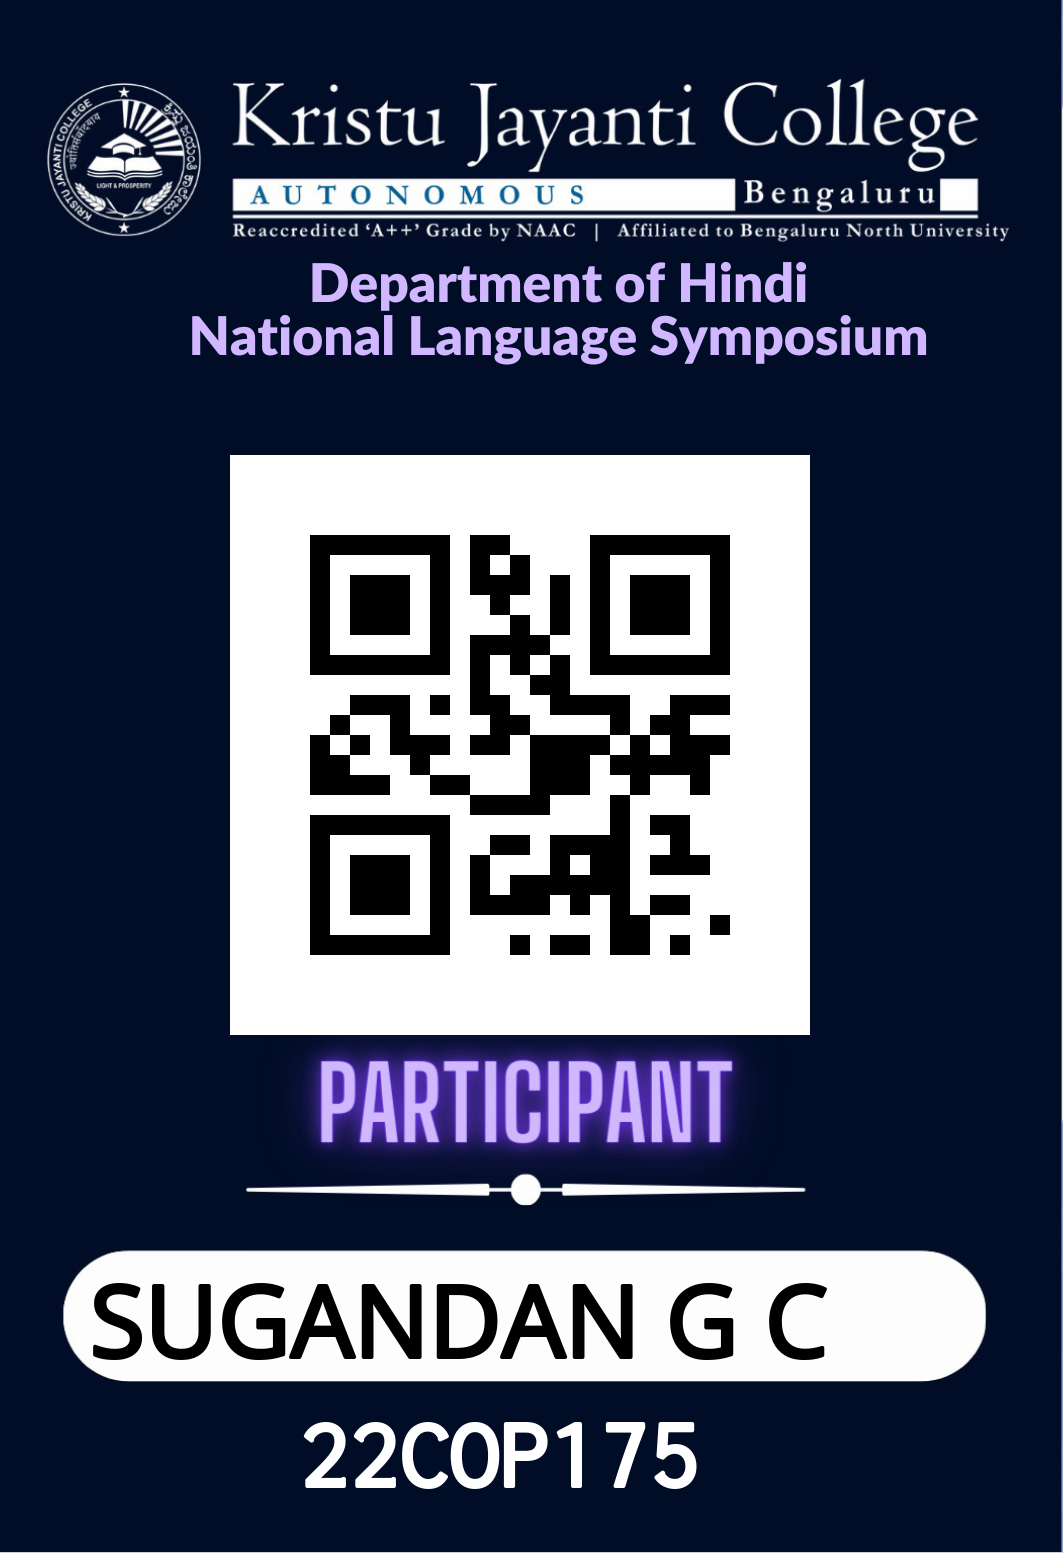 KRISTU JAYANTI COLLEGE
LIGHT & PROSPERITY
Kristu Jayanti College
AUTONOMOUS Bengaluru
Reaccredited ‘A++’ Grade by NAAC | Affiliated to Bengaluru North University
Department of Hindi
National Language Symposium
PARTICIPANT
SUGANDAN G C
22COP175